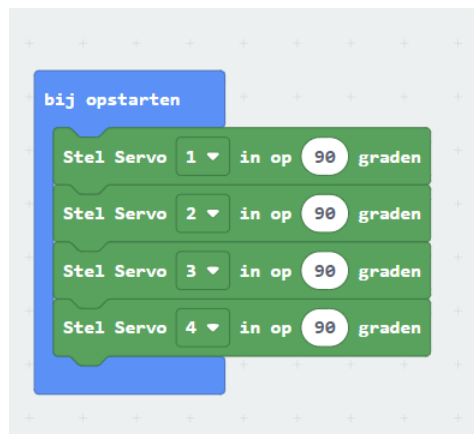 bij opstarten
Stel Servo 1 in op 90 graden
Stel Servo 2 in op 90 graden
Stel Servo 3 in op 90 graden
Stel Servo 4 in op 90 graden